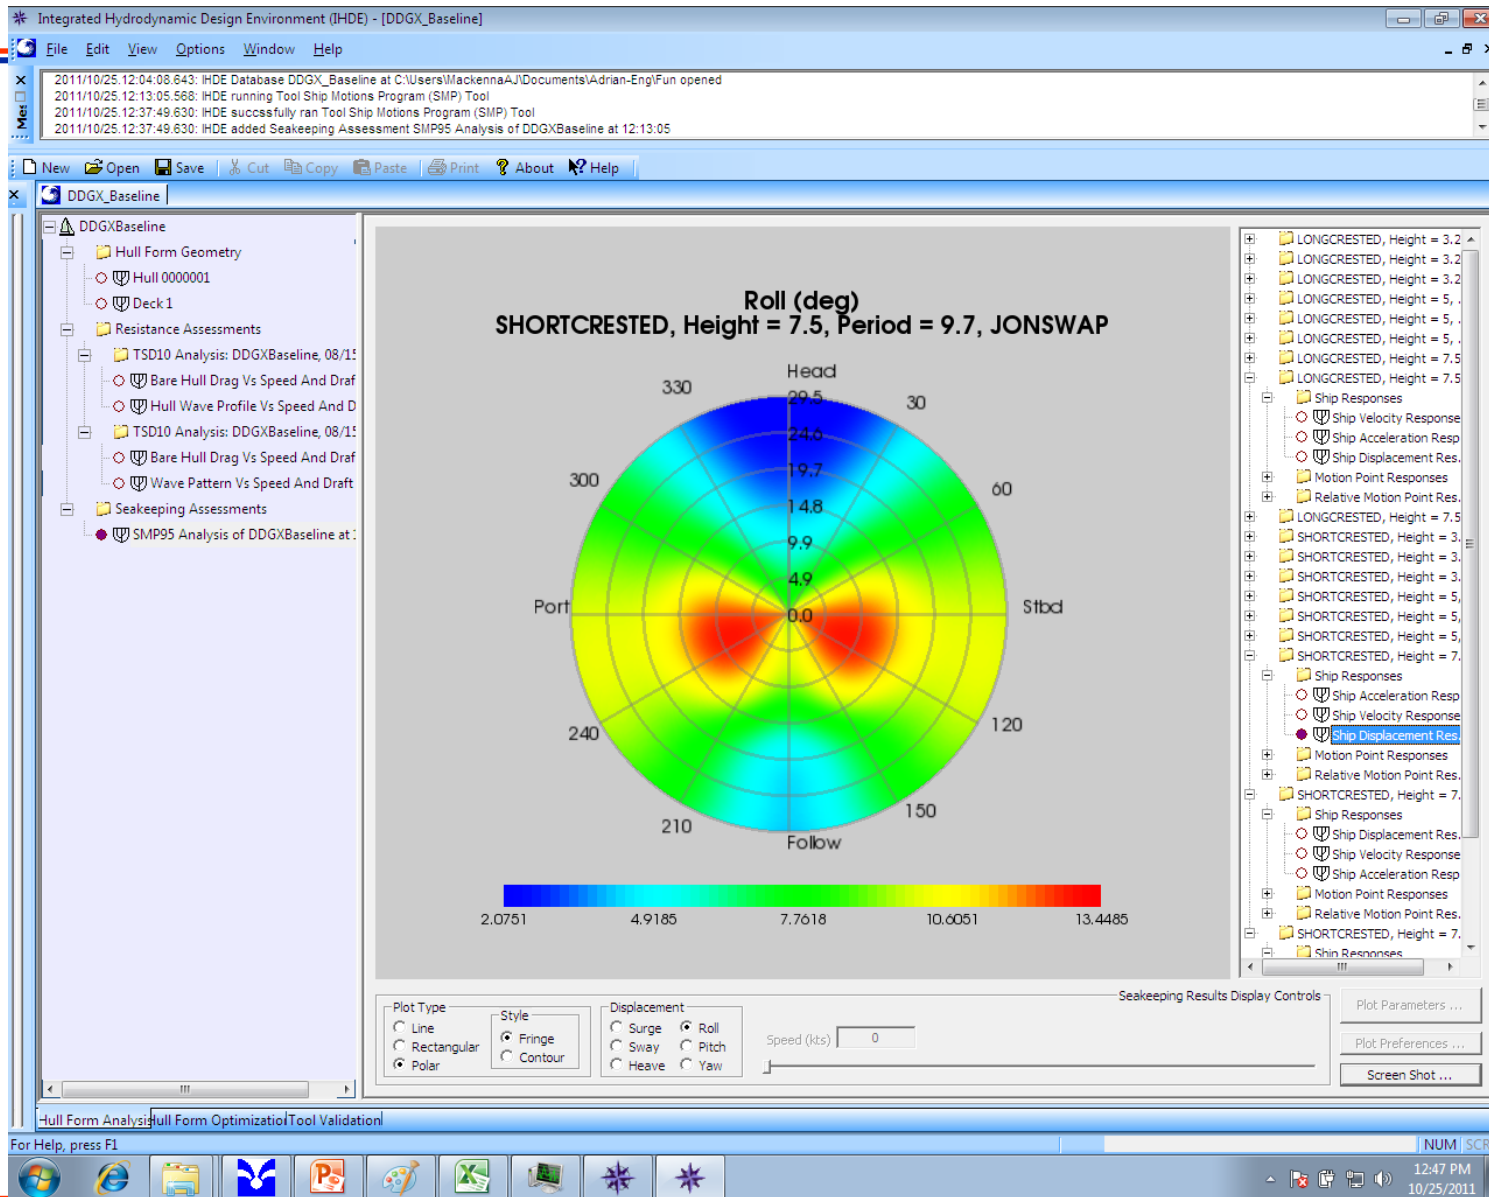 Integrated Hydrodynamic Design Environment (IHDE) - [DDGX_Baseline]
File Edit View Options Window Help
Mes
2011/10/25.12:04:08.643: IHDE Database DDGX_Baseline at C:\Users\MackennaAJ\Documents\Adrian-Eng\Fun opened
2011/10/25.12:13:05.568: IHDE running Tool Ship Motions Program (SMP) Tool
2011/10/25.12:37:49.630: IHDE succssfully ran Tool Ship Motions Program (SMP) Tool
2011/10/25.12:37:49.630: IHDE added Seakeeping Assessment SMP95 Analysis of DDGXBaseline at 12:13:05
New Open Save Cut Copy Paste Print About Help
DDGX_Baseline
DDGXBaseline
Hull Form Geometry
Hull 0000001
Deck 1
Resistance Assessments
TSD10 Analysis: DDGXBaseline, 08/15
Bare Hull Drag Vs Speed And Draf
Hull Wave Profile Vs Speed And D
TSD10 Analysis: DDGXBaseline, 08/15
Bare Hull Drag Vs Speed And Draf
Wave Pattern Vs Speed And Draft
Seakeeping Assessments
SMP95 Analysis of DDGXBaseline at
Roll (deg)
SHORTCRESTED, Height = 7.5, Period = 9.7, JONSWAP
Head
330
29.5
30
24.6
19.7
300
60
14.8
9.9
4.9
Port
0.0
Stbd
240
120
210
150
Follow
2.0751 4.9185 7.7618 10.6051 13.4485
LONGCRESTED, Height = 3.2
LONGCRESTED, Height = 3.2
LONGCRESTED, Height = 3.2
LONGCRESTED, Height = 5, .
LONGCRESTED, Height = 5, .
LONGCRESTED, Height = 5, .
LONGCRESTED, Height = 7.5
LONGCRESTED, Height = 7.5
Ship Responses
Ship Velocity Response
Ship Acceleration Resp
Ship Displacement Res.
Motion Point Responses
Relative Motion Point Res.
LONGCRESTED, Height = 7.5
SHORTCRESTED, Height = 3.
SHORTCRESTED, Height = 3.
SHORTCRESTED, Height = 3.
SHORTCRESTED, Height = 5,
SHORTCRESTED, Height = 5,
SHORTCRESTED, Height = 5,
SHORTCRESTED, Height = 7.
Ship Responses
Ship Acceleration Resp
Ship Velocity Response
Ship Displacement Res.
Motion Point Responses
Relative Motion Point Res.
SHORTCRESTED, Height = 7.
Ship Responses
Ship Displacement Res.
Ship Velocity Response
Ship Acceleration Resp
Motion Point Responses
Relative Motion Point Res.
SHORTCRESTED, Height = 7.
Ship Responses
Seakeeping Results Display Controls
Plot Type
Line
Rectangular
Polar
Style
Fringe
Contour
Displacement
Surge Roll
Sway Pitch
Heave Yaw
Speed (kts) 0
Plot Parameters ...
Plot Preferences ...
Screen Shot ...
Hull Form Analysis Hull Form Optimization Tool Validation
For Help, press F1
NUM SCR
12:47 PM
10/25/2011